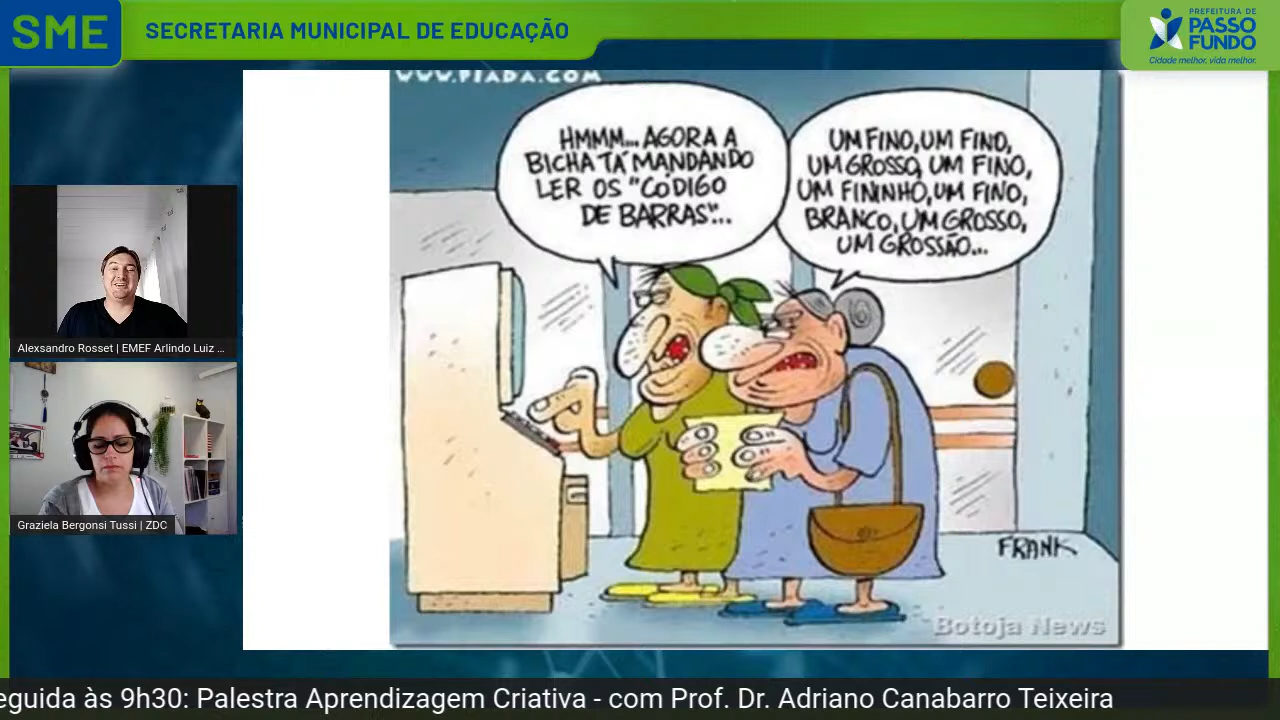 SME
SECRETARIA MUNICIPAL DE EDUCAÇÃO
PREFEITURA DE
PASSO
FUNDO
Cidade melhor, vida melhor.
WWW.PIADA.COM
HMMM... AGORA A
BICHA TÁ MANDANDO
LER OS "CÓDIGO
DE BARRAS"...
UM FINO, UM FINO,
UM GROSSO, UM FINO,
UM FININHO, UM FINO,
BRANCO, UM GROSSO,
UM GROSSÃO...
FRANK
Botoja News
Alexsandro Rosset | EMEF Arlindo Luiz ...
Graziela Bergonsi Tussi | ZDC
eguida às 9h30: Palestra Aprendizagem Criativa - com Prof. Dr. Adriano Canabarro Teixeira